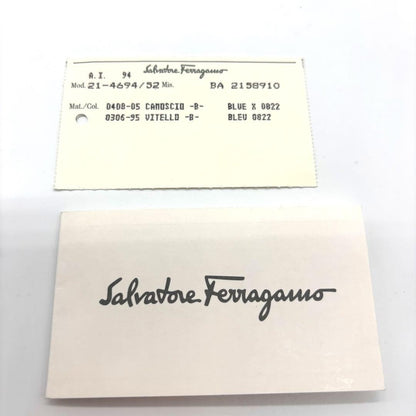 A.I. 94 Salvatore Ferragamo
Mod. 21-4694/52 Mis. BA 2158910
Mat./Col. 0408-05 CAMOSCIO -B- BLUE X 0822
0306-95 VITELLO -B- BLEU 0822
Salvatore Ferragamo